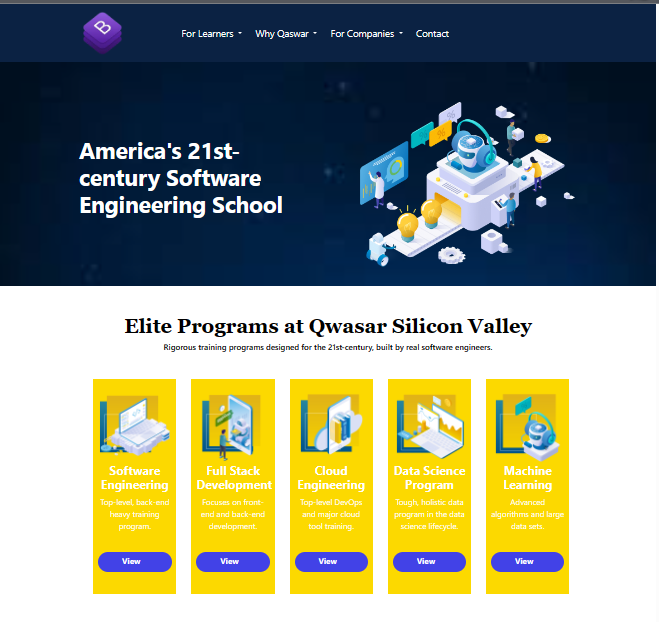 B
For Learners Why Qaswar For Companies Contact
America's 21st-
century Software
Engineering School
Elite Programs at Qwasar Silicon Valley
Rigorous training programs designed for the 21st-century, built by real software engineers.
Software
Engineering
Top-level, back-end
heavy training
program.
View
Full Stack
Development
Focuses on front-
end and back-end
development.
View
Cloud
Engineering
Top-level DevOps
and major cloud
tool training.
View
Data Science
Program
Tough, holistic data
program in the data
science lifecycle.
View
Machine
Learning
Advanced
algorithms and large
data sets.
View